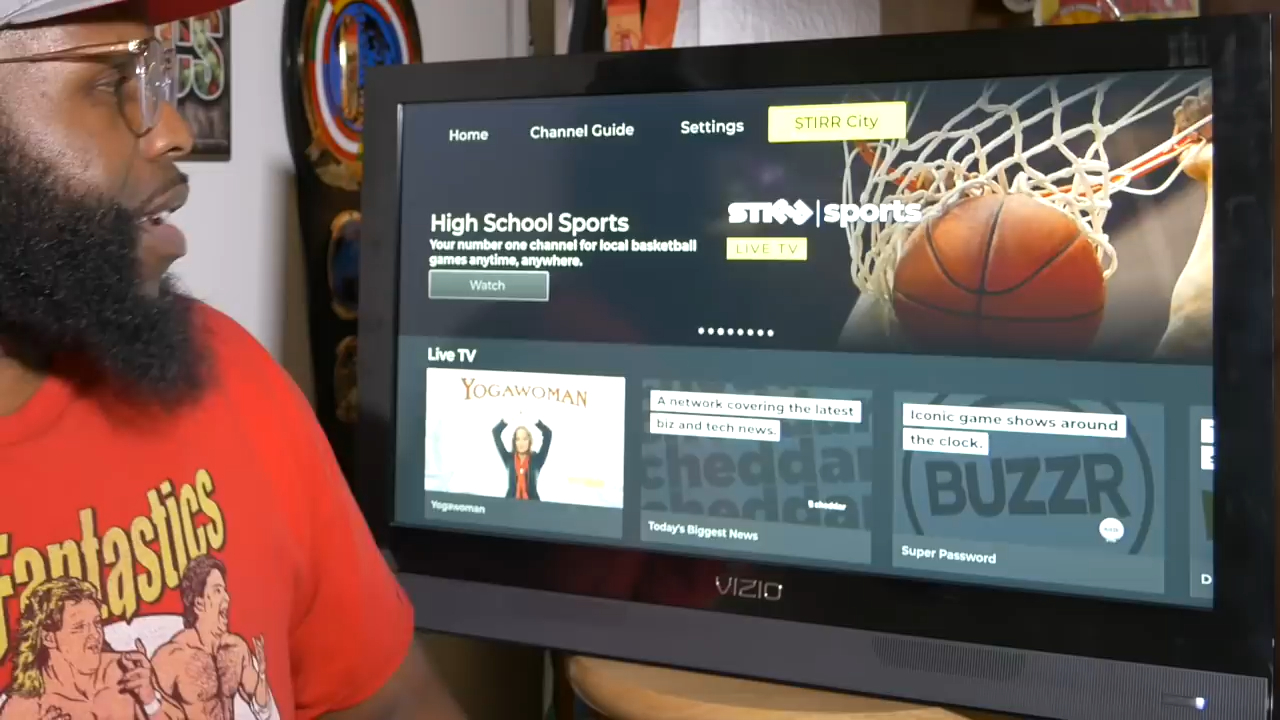 Home
Channel Guide
Settings
STIRR City
High School Sports
Your number one channel for local basketball
games anytime, anywhere.
Watch
STIRR sports
LIVE TV
Live TV
YOGAWOMAN
Yogawoman
A network covering the latest
biz and tech news.
cheddar
cheddar
cheddar
Today's Biggest News
Iconic game shows around
the clock.
BUZZR
Super Password
D
VIZIO
Fantastics